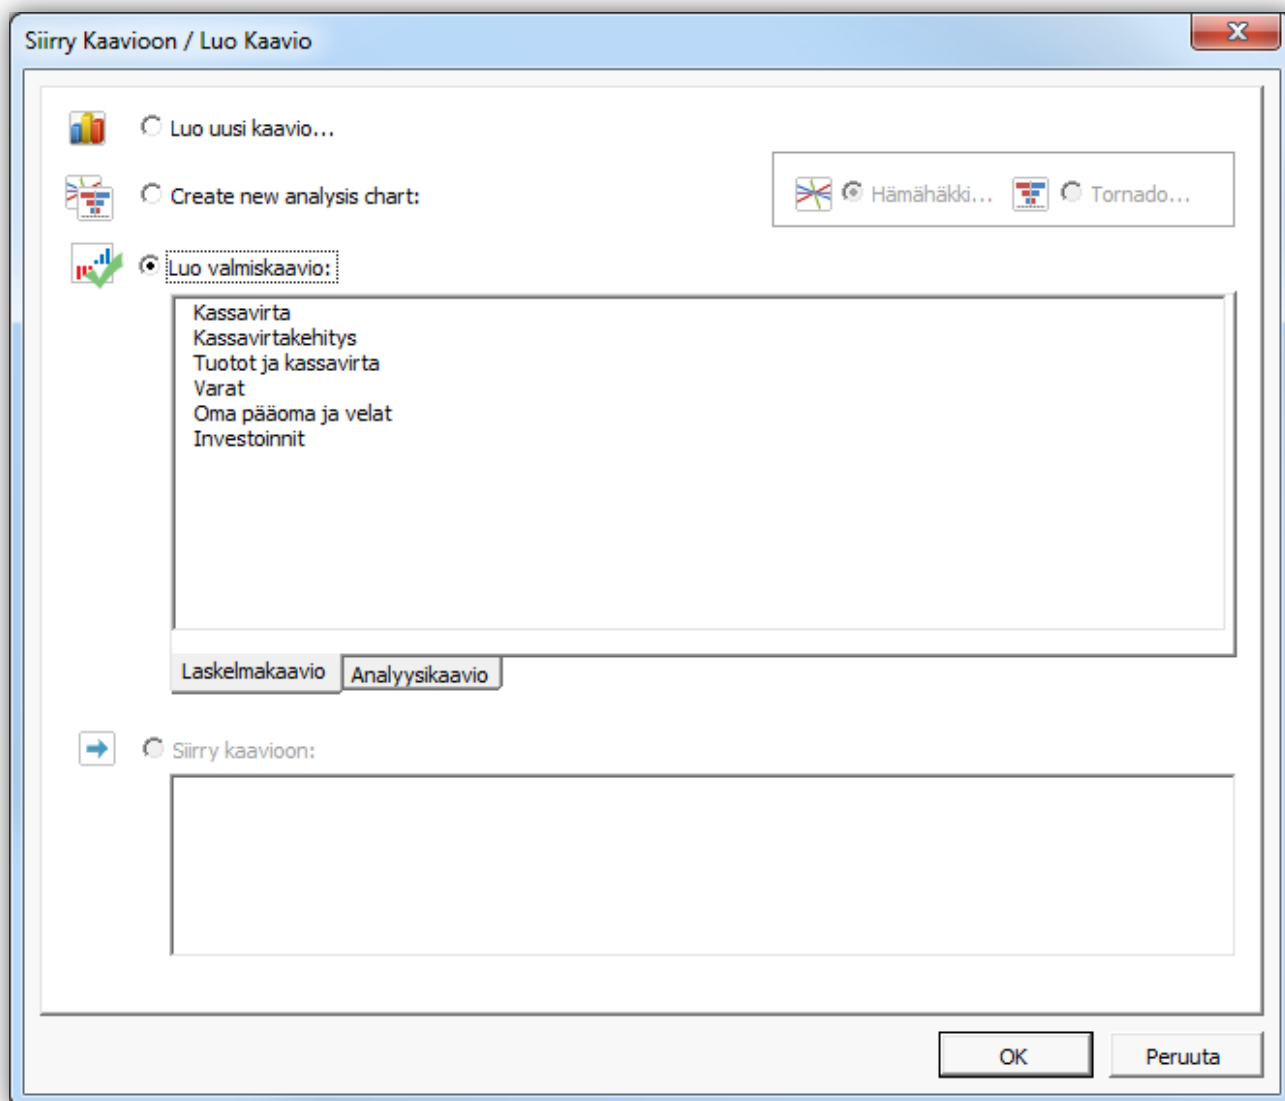 Siirry Kaavioon / Luo Kaavio
Luo uusi kaavio...
Create new analysis chart:
Hämähäkki... Tornado...
Luo valmiskaavio:
Kassavirta
Kassavirtakehitys
Tuotot ja kassavirta
Varat
Oma pääoma ja velat
Investoinnit
Laskelmakaavio Analyysikaavio
Siirry kaavioon:
OK Peruuta